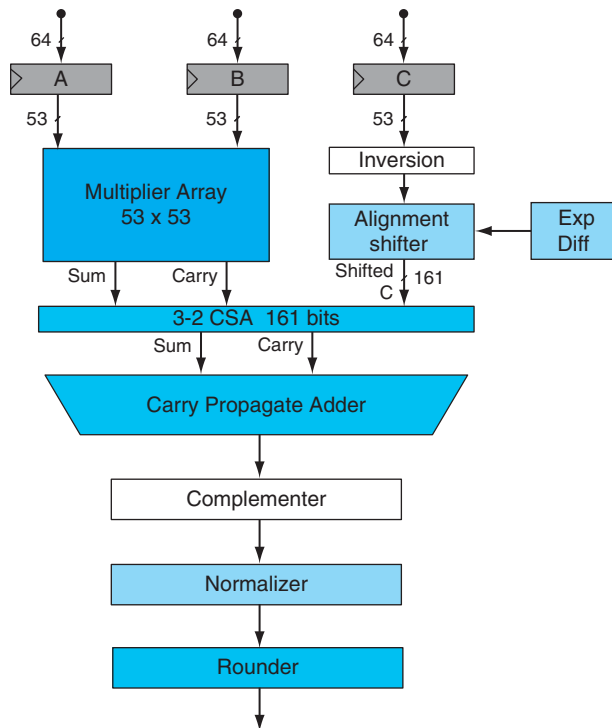 64 64 64
A B C
53 53 53
Inversion
Multiplier Array
53 x 53
Alignment
shifter
Exp
Diff
Sum Carry
Shifted
C
161
3-2 CSA 161 bits
Sum Carry
Carry Propagate Adder
Complementer
Normalizer
Rounder